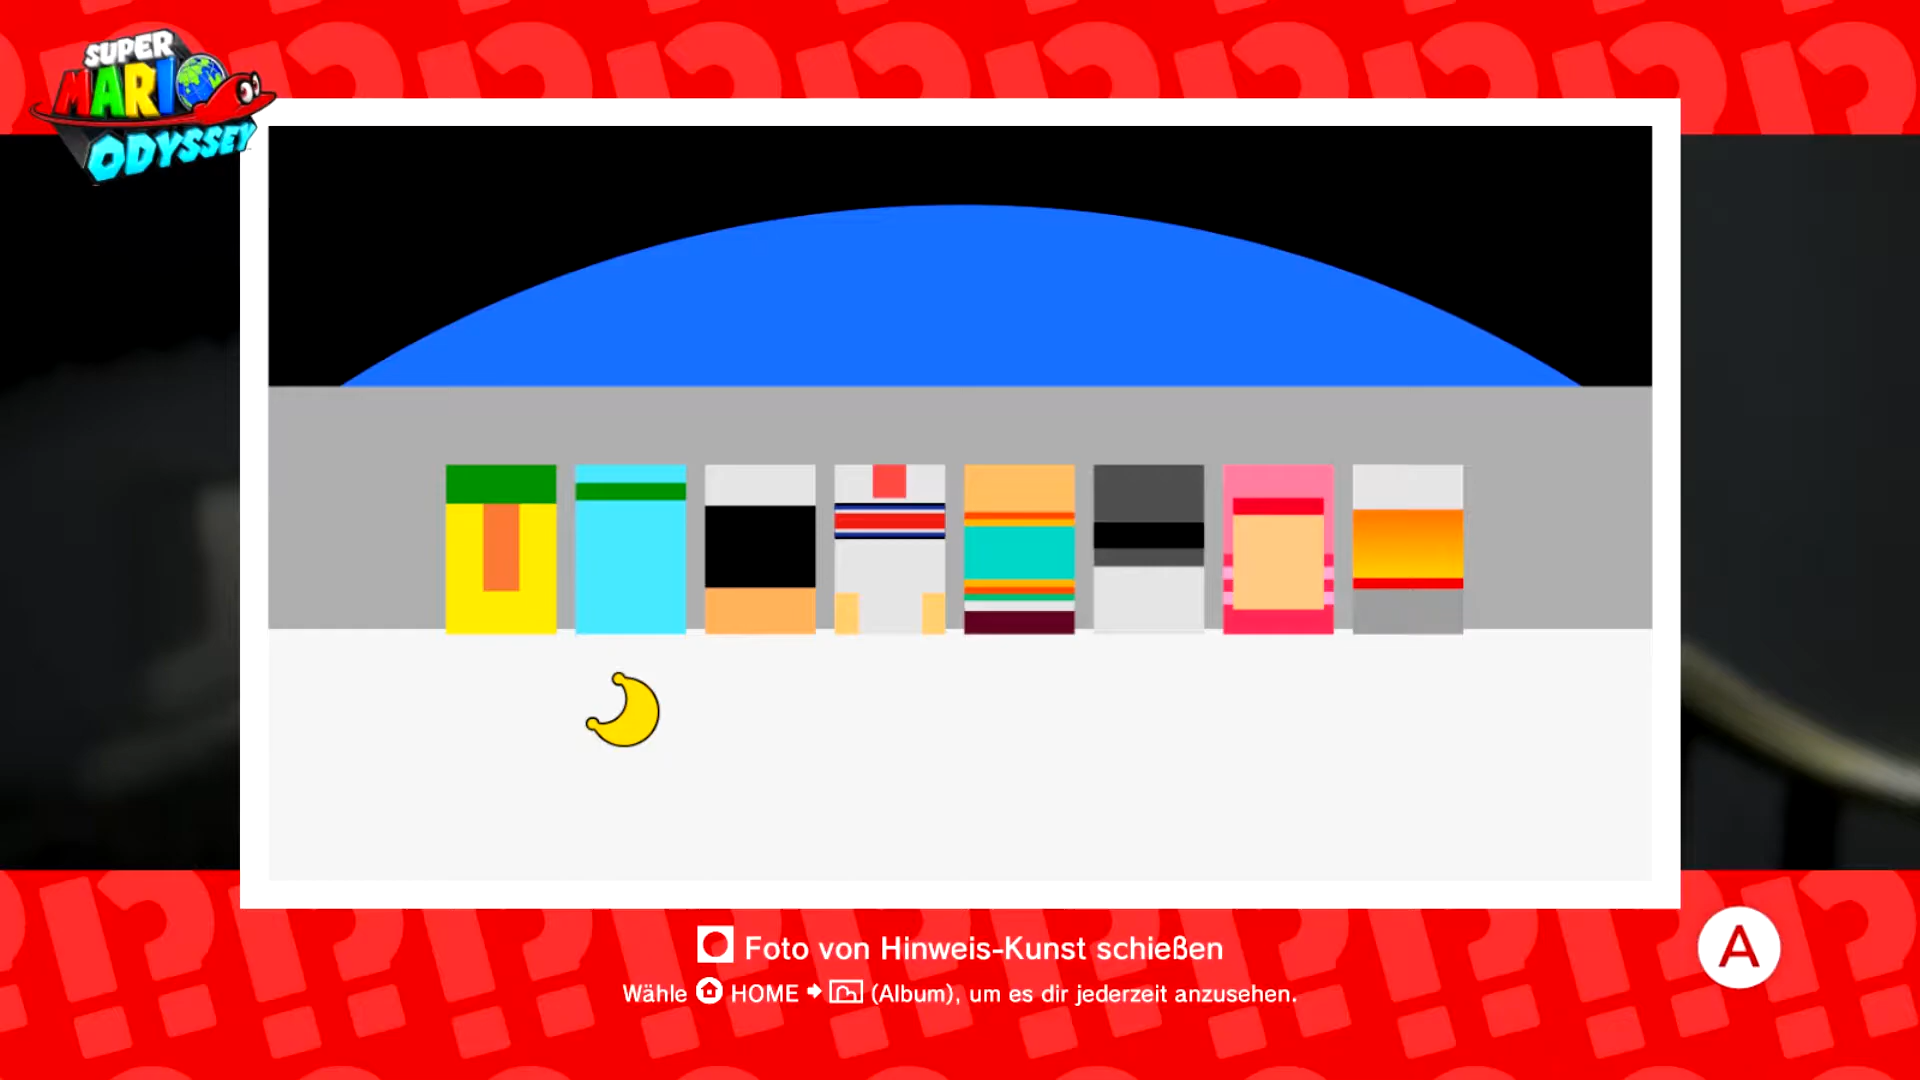 SUPER
MARIO
ODYSSEY
Foto von Hinweis-Kunst schießen
Wähle HOME (Album), um es dir jederzeit anzusehen.
A